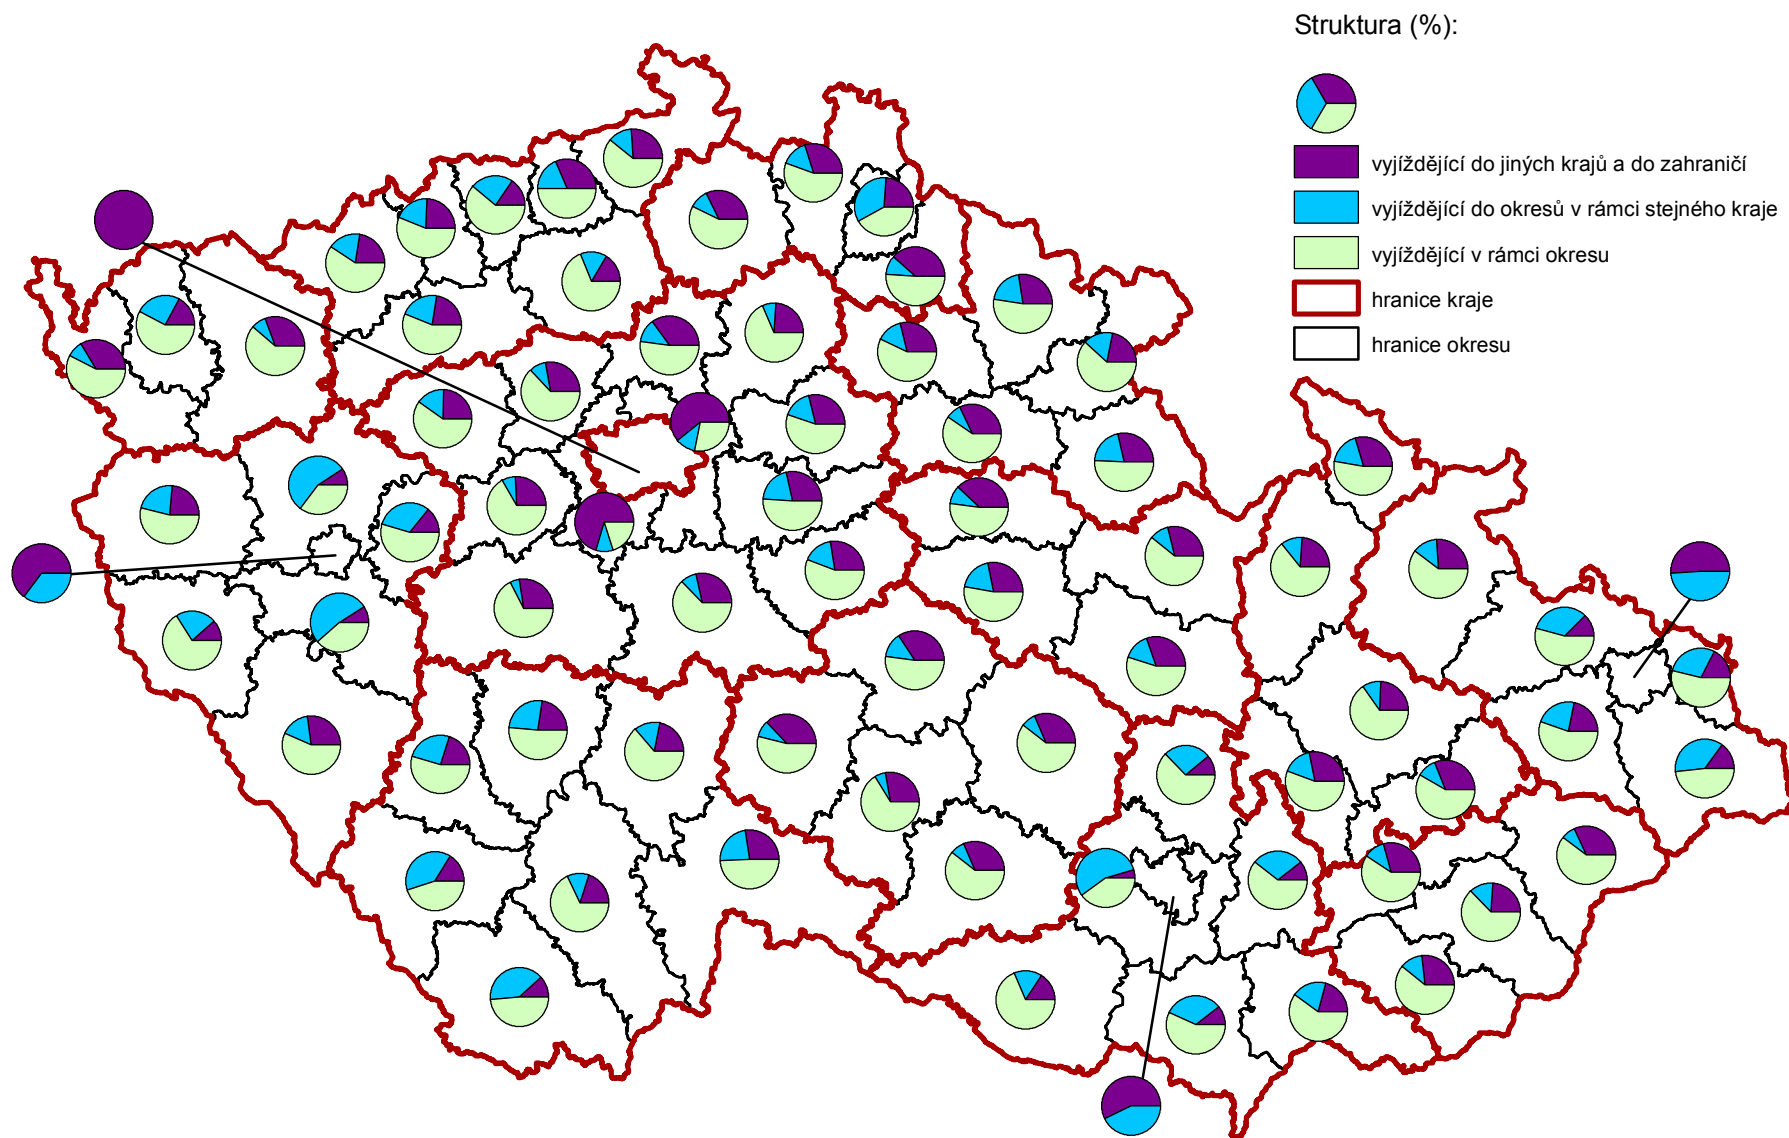 Struktura (%):
vyjíždějící do jiných krajů a do zahraničí
vyjíždějící do okresů v rámci stejného kraje
vyjíždějící v rámci okresu
hranice kraje
hranice okresu